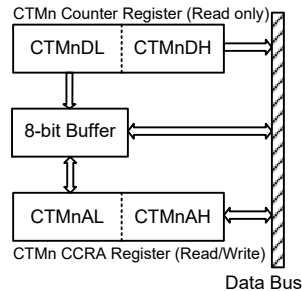 CTMn Counter Register (Read only)
CTMnDL CTMnDH
8-bit Buffer
CTMnAL CTMnAH
CTMn CCRA Register (Read/Write)
Data Bus